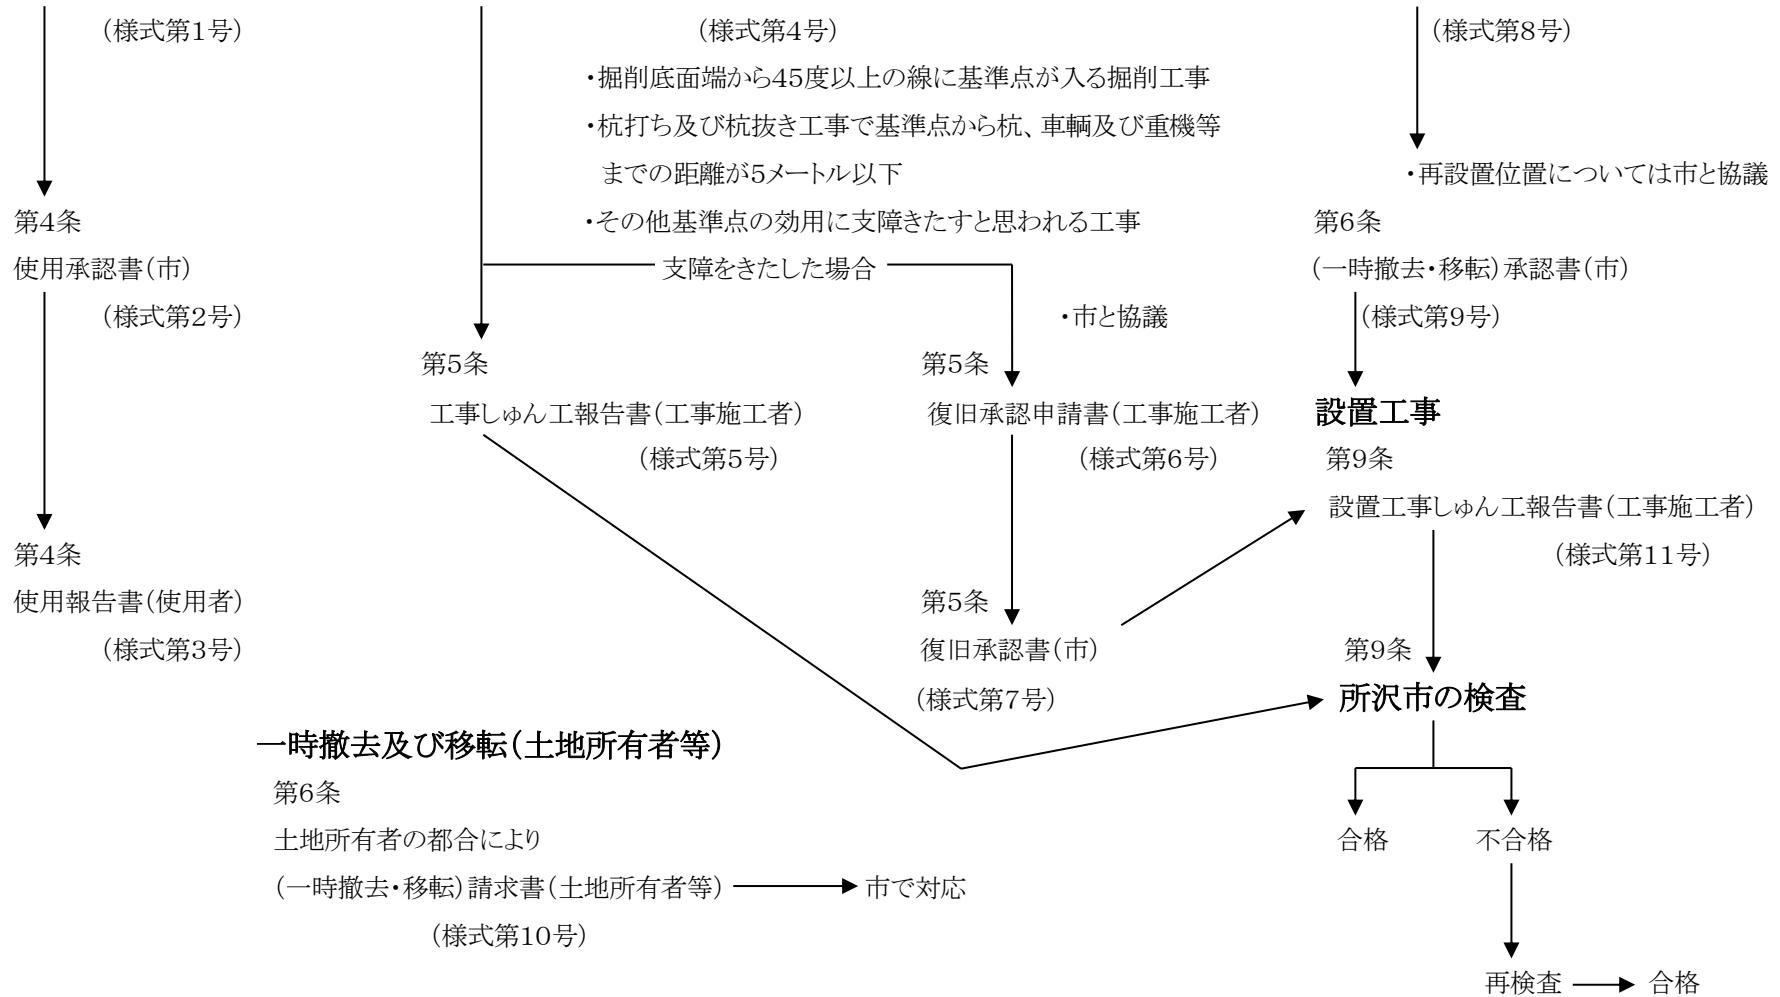 (様式第1号)
(様式第4号)
(様式第8号)
・掘削底面端から45度以上の線に基準点が入る掘削工事
・杭打ち及び杭抜き工事で基準点から杭、車輌及び重機等
までの距離が5メートル以下
・再設置位置については市と協議
・その他基準点の効用に支障きたすと思われる工事
第4条
使用承認書(市)
(様式第2号)
支障をきたした場合
第6条
(一時撤去・移転)承認書(市)
(様式第9号)
・市と協議
第5条
工事しゅん工報告書(工事施工者)
(様式第5号)
第5条
復旧承認申請書(工事施工者)
(様式第6号)
設置工事
第9条
設置工事しゅん工報告書(工事施工者)
(様式第11号)
第4条
使用報告書(使用者)
(様式第3号)
第5条
復旧承認書(市)
(様式第7号)
第9条
所沢市の検査
一時撤去及び移転(土地所有者等)
第6条
土地所有者の都合により
(一時撤去・移転)請求書(土地所有者等)
市で対応
(様式第10号)
合格
不合格
再検査
合格